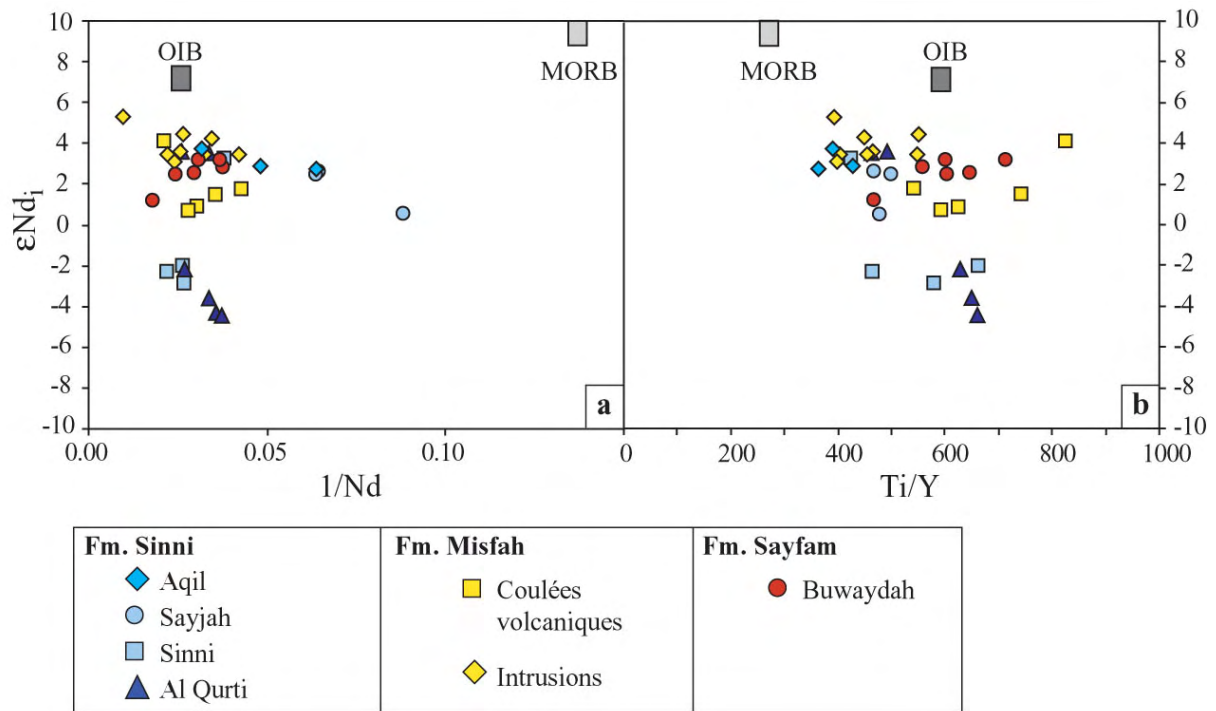 10
8
6
4
2
0
-2
-4
-6
-8
-10
εNdᵢ
OIB
MORB
a
0.00
0.05
0.10
1/Nd
MORB
OIB
b
0
200
400
600
800
1000
Ti/Y
10
8
6
4
2
0
-2
-4
-6
-8
-10
Fm. Sinni
Aqil
Sayjah
Sinni
Al Qurti
Fm. Misfah
Coulées
volcaniques
Intrusions
Fm. Sayfam
Buwaydah